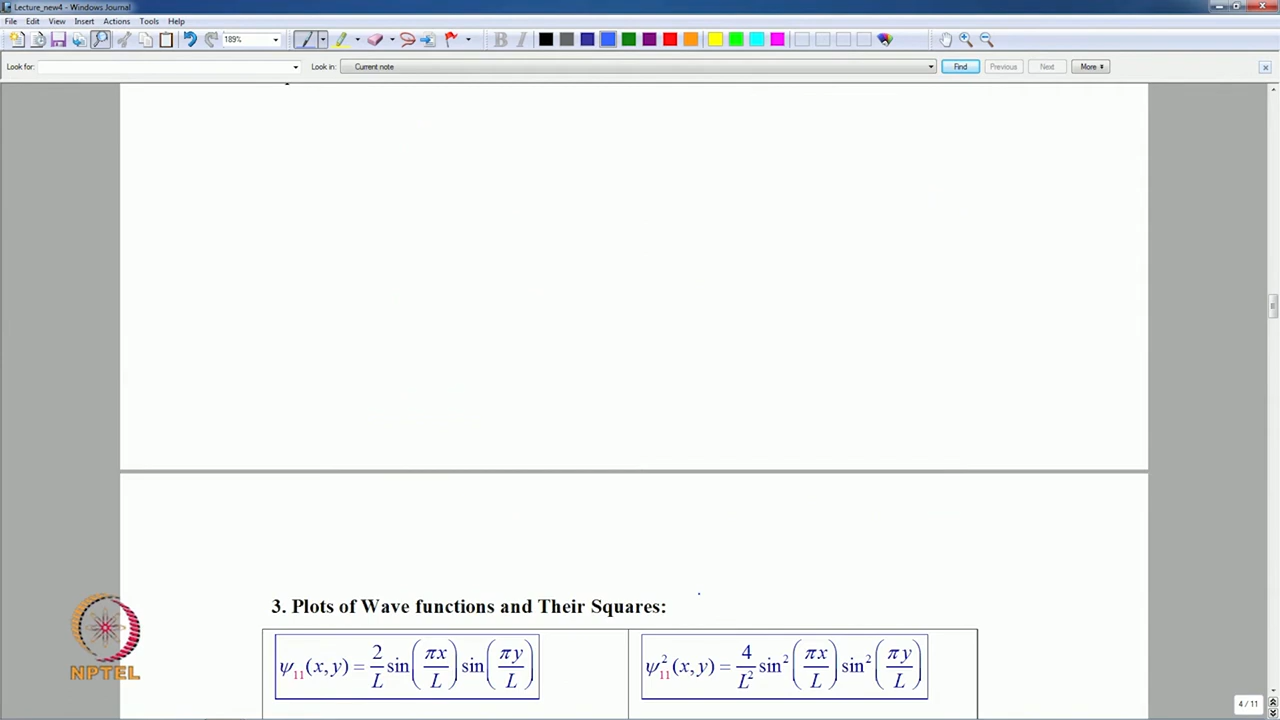 Lecture_new4 - Windows Journal
File Edit View Insert Actions Tools Help
189%
Look for: Look in: Current note Find Previous Next More
3. Plots of Wave functions and Their Squares:
ψ₁₁(x, y) = 2/L sin(πx/L) sin(πy/L)
ψ²₁₁(x, y) = 4/L² sin²(πx/L) sin²(πy/L)
NPTEL
4 / 11